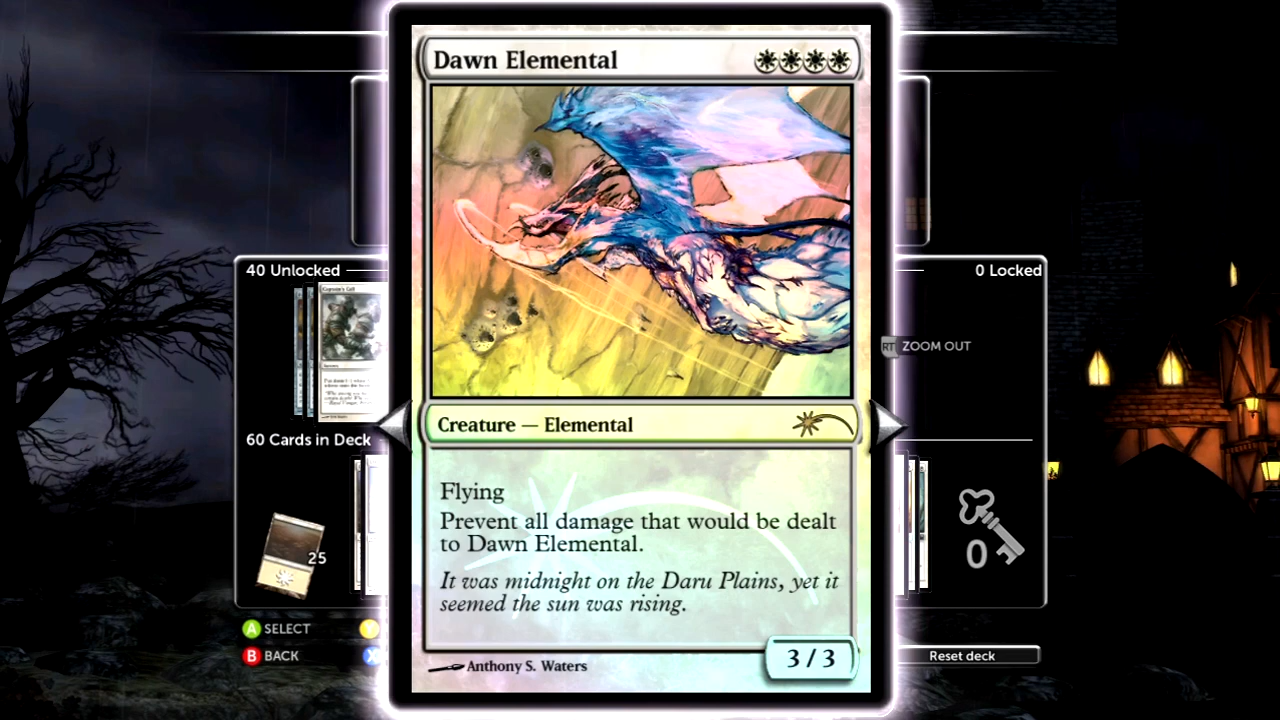 Dawn Elemental
40 Unlocked
0 Locked
Captain's Call
RT ZOOM OUT
Creature — Elemental
60 Cards in Deck
Flying
Prevent all damage that would be dealt
to Dawn Elemental.
It was midnight on the Daru Plains, yet it
seemed the sun was rising.
25
0
A SELECT
Y
B BACK
X
3/3
Anthony S. Waters
Reset deck